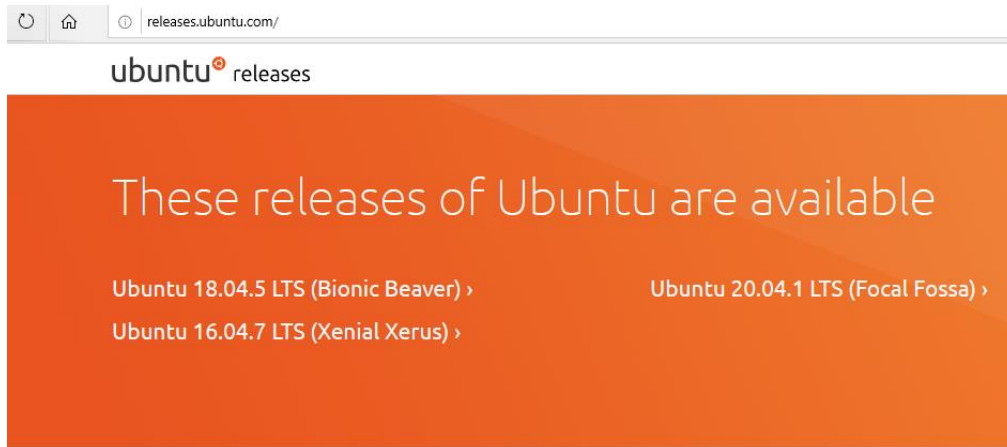 releases.ubuntu.com/
ubuntu releases
These releases of Ubuntu are available
Ubuntu 18.04.5 LTS (Bionic Beaver) ›
Ubuntu 20.04.1 LTS (Focal Fossa) ›
Ubuntu 16.04.7 LTS (Xenial Xerus) ›